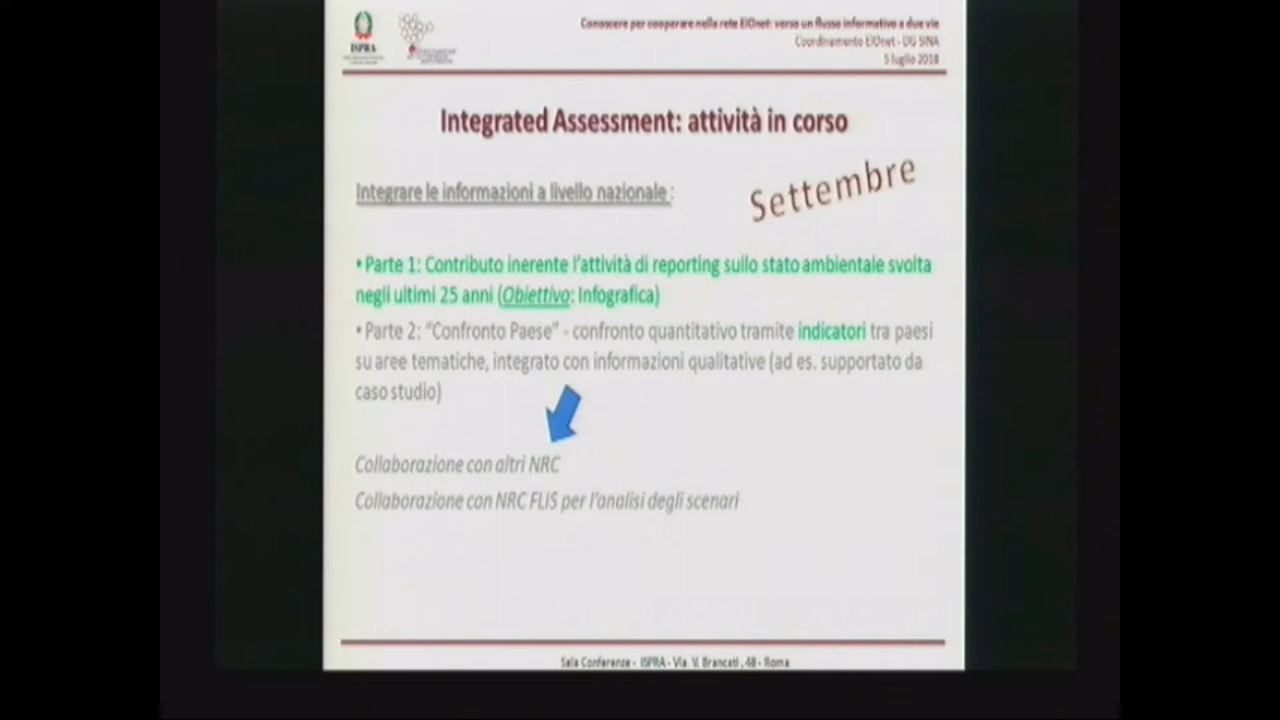 Conoscere per cooperare nella rete EIOnet: verso un flusso informativo a due vie
Coordinamento EIOnet - DG SINA
5 luglio 2018
ISPRA
Integrated Assessment: attività in corso
Settembre
Integrare le informazioni a livello nazionale :
• Parte 1: Contributo inerente l'attività di reporting sullo stato ambientale svolta
negli ultimi 25 anni (Obiettivo: Infografica)
• Parte 2: "Confronto Paese" - confronto quantitativo tramite indicatori tra paesi
su aree tematiche, integrato con informazioni qualitative (ad es. supportato da
caso studio)
Collaborazione con altri NRC
Collaborazione con NRC FLIS per l'analisi degli scenari
Sala Conferenze - ISPRA - Via V. Brancati , 48 - Roma